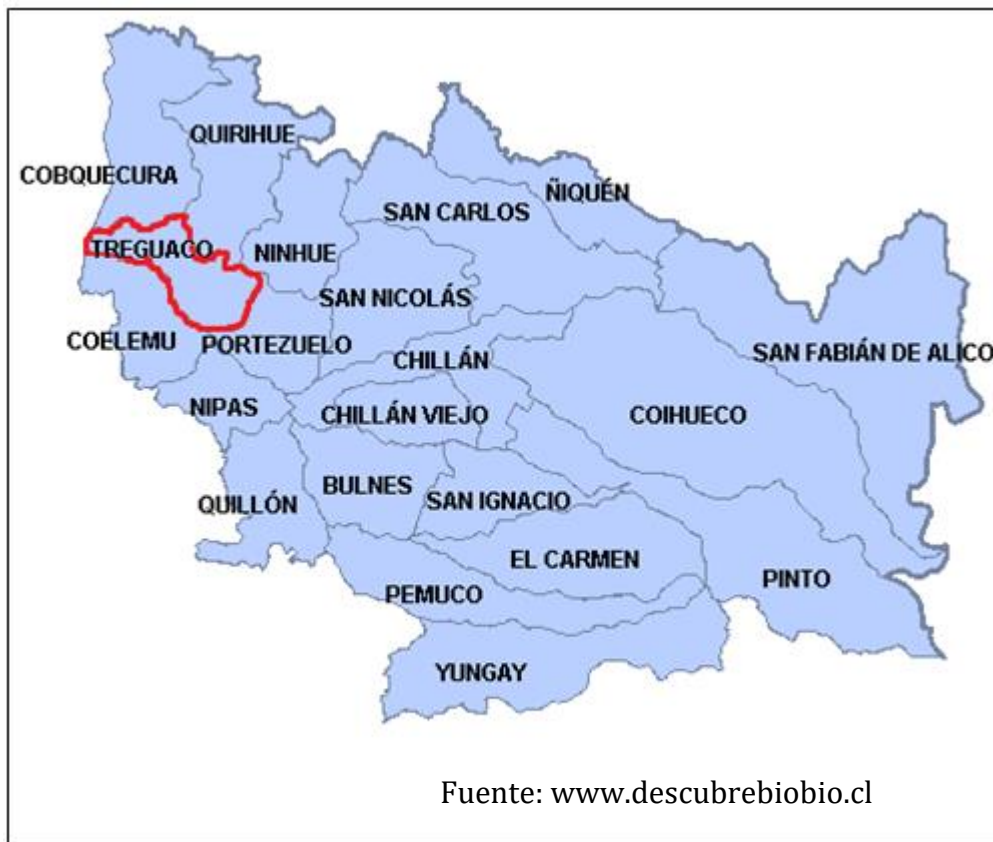 QUIRIHUE
COBQUECURA
ÑIQUÉN
SAN CARLOS
TREGUACO
NINHUE
SAN NICOLÁS
COELEMU
PORTEZUELO
CHILLÁN
SAN FABIÁN DE ALICO
NIPAS
CHILLÁN VIEJO
COIHUECO
BULNES
QUILLÓN
SAN IGNACIO
EL CARMEN
PINTO
PEMUCO
YUNGAY
Fuente: www.descubrebiobio.cl